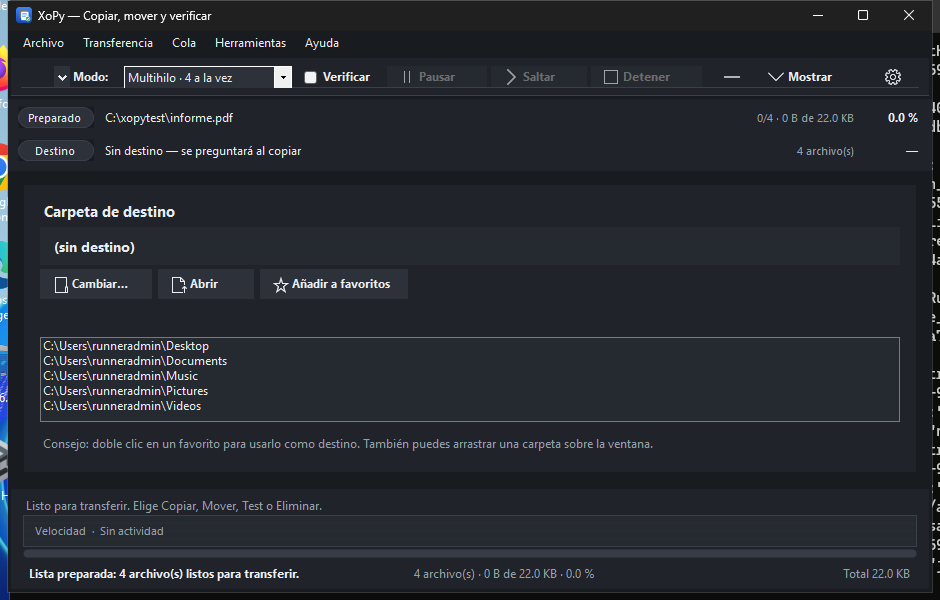 XoPy — Copiar, mover y verificar
Archivo Transferencia Cola Herramientas Ayuda
Modo: Multihilo · 4 a la vez Verificar Pausar Saltar Detener Mostrar
Preparado C:\xopytest\informe.pdf 0/4 · 0 B de 22.0 KB 0.0 %
Destino Sin destino — se preguntará al copiar 4 archivo(s) —
Carpeta de destino
(sin destino)
Cambiar... Abrir Añadir a favoritos
C:\Users\runneradmin\Desktop
C:\Users\runneradmin\Documents
C:\Users\runneradmin\Music
C:\Users\runneradmin\Pictures
C:\Users\runneradmin\Videos
Consejo: doble clic en un favorito para usarlo como destino. También puedes arrastrar una carpeta sobre la ventana.
Listo para transferir. Elige Copiar, Mover, Test o Eliminar.
Velocidad · Sin actividad
Lista preparada: 4 archivo(s) listos para transferir. 4 archivo(s) · 0 B de 22.0 KB · 0.0 % Total 22.0 KB